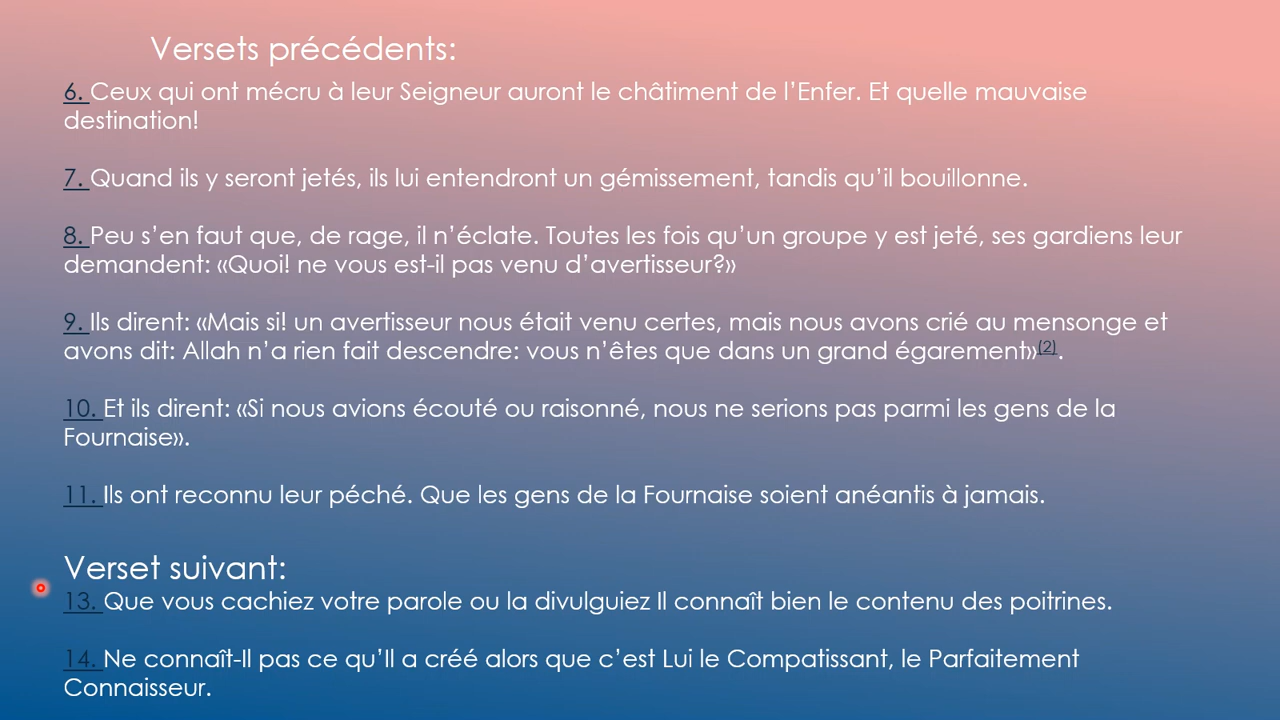 Versets précédents:
6. Ceux qui ont mécru à leur Seigneur auront le châtiment de l’Enfer. Et quelle mauvaise
destination!
7. Quand ils y seront jetés, ils lui entendront un gémissement, tandis qu’il bouillonne.
8. Peu s’en faut que, de rage, il n’éclate. Toutes les fois qu’un groupe y est jeté, ses gardiens leur
demandent: «Quoi! ne vous est-il pas venu d’avertisseur?»
9. Ils dirent: «Mais si! un avertisseur nous était venu certes, mais nous avons crié au mensonge et
avons dit: Allah n’a rien fait descendre: vous n’êtes que dans un grand égarement»(2).
10. Et ils dirent: «Si nous avions écouté ou raisonné, nous ne serions pas parmi les gens de la
Fournaise».
11. Ils ont reconnu leur péché. Que les gens de la Fournaise soient anéantis à jamais.
Verset suivant:
13. Que vous cachiez votre parole ou la divulguiez Il connaît bien le contenu des poitrines.
14. Ne connaît-Il pas ce qu’Il a créé alors que c’est Lui le Compatissant, le Parfaitement
Connaisseur.